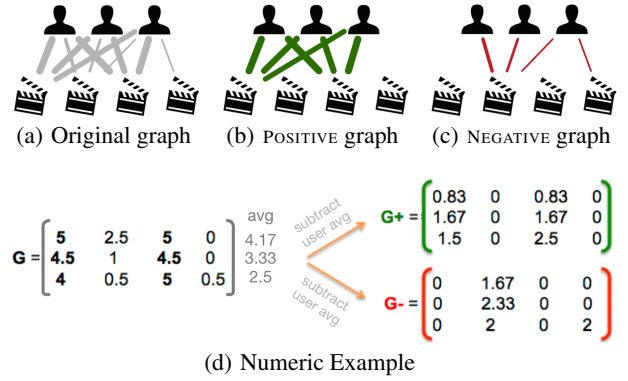 (a) Original graph (b) POSITIVE graph (c) NEGATIVE graph
avg
G = 5 2.5 5 0 4.17
4.5 1 4.5 0 3.33
4 0.5 5 0.5 2.5
subtract user avg
subtract user avg
G+ = 0.83 0 0.83 0
1.67 0 1.67 0
1.5 0 2.5 0
G- = 0 1.67 0 0
0 2.33 0 0
0 2 0 2
(d) Numeric Example